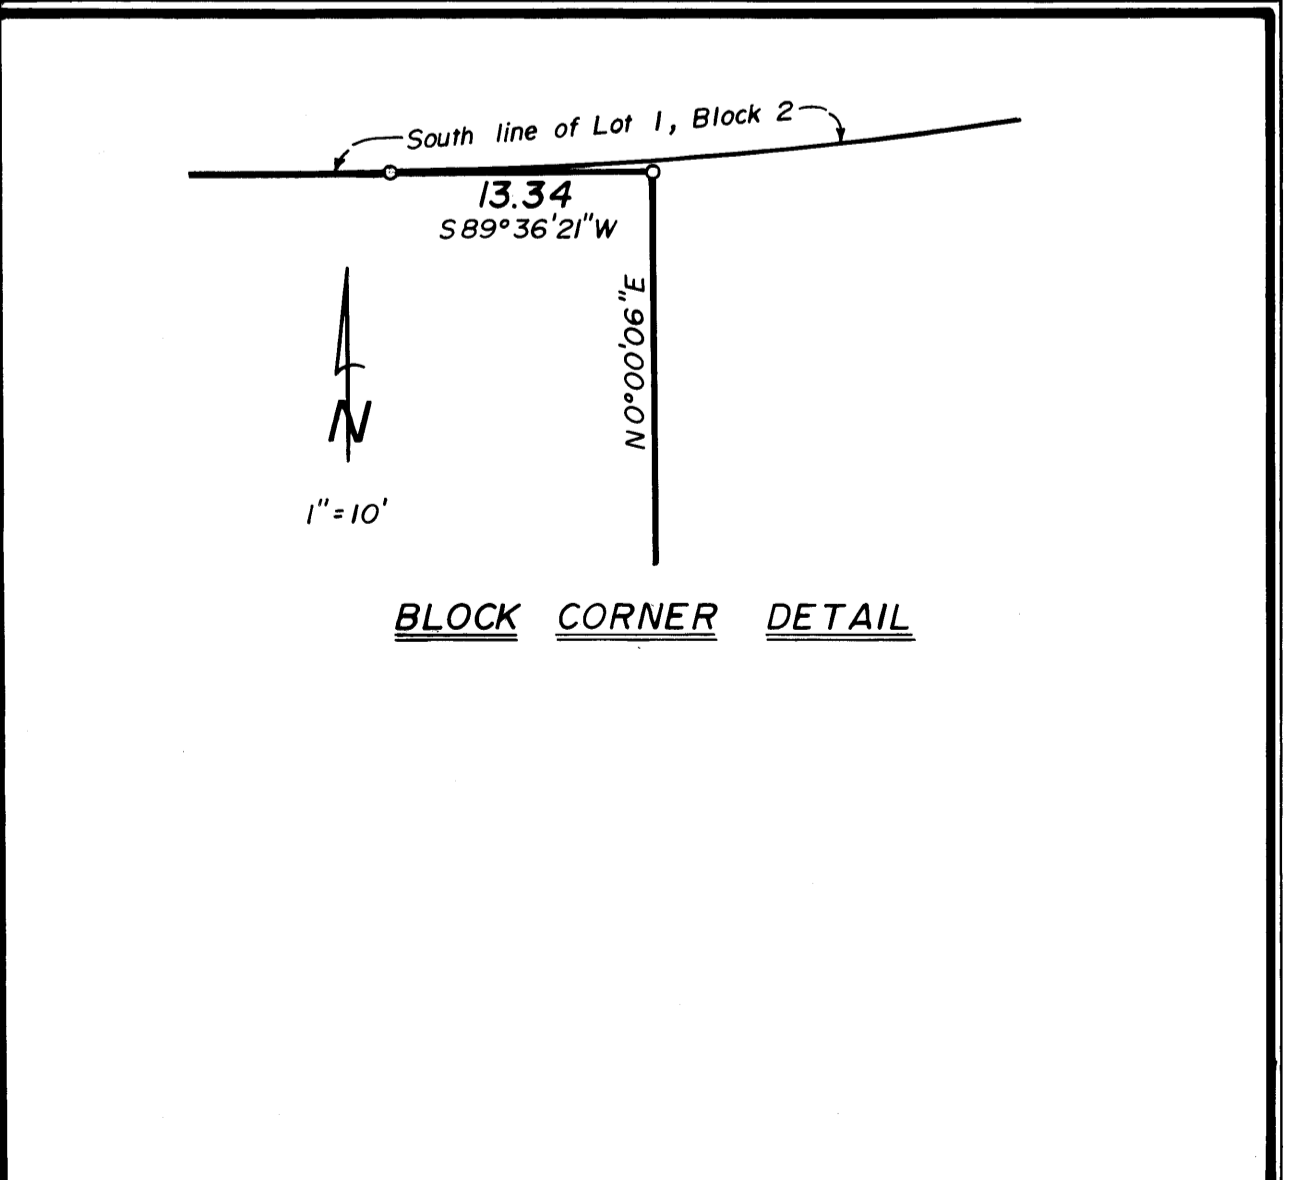 South line of Lot 1, Block 2
13.34
S89°36'21"W
N0°00'06"E
N
1"=10'
BLOCK CORNER DETAIL